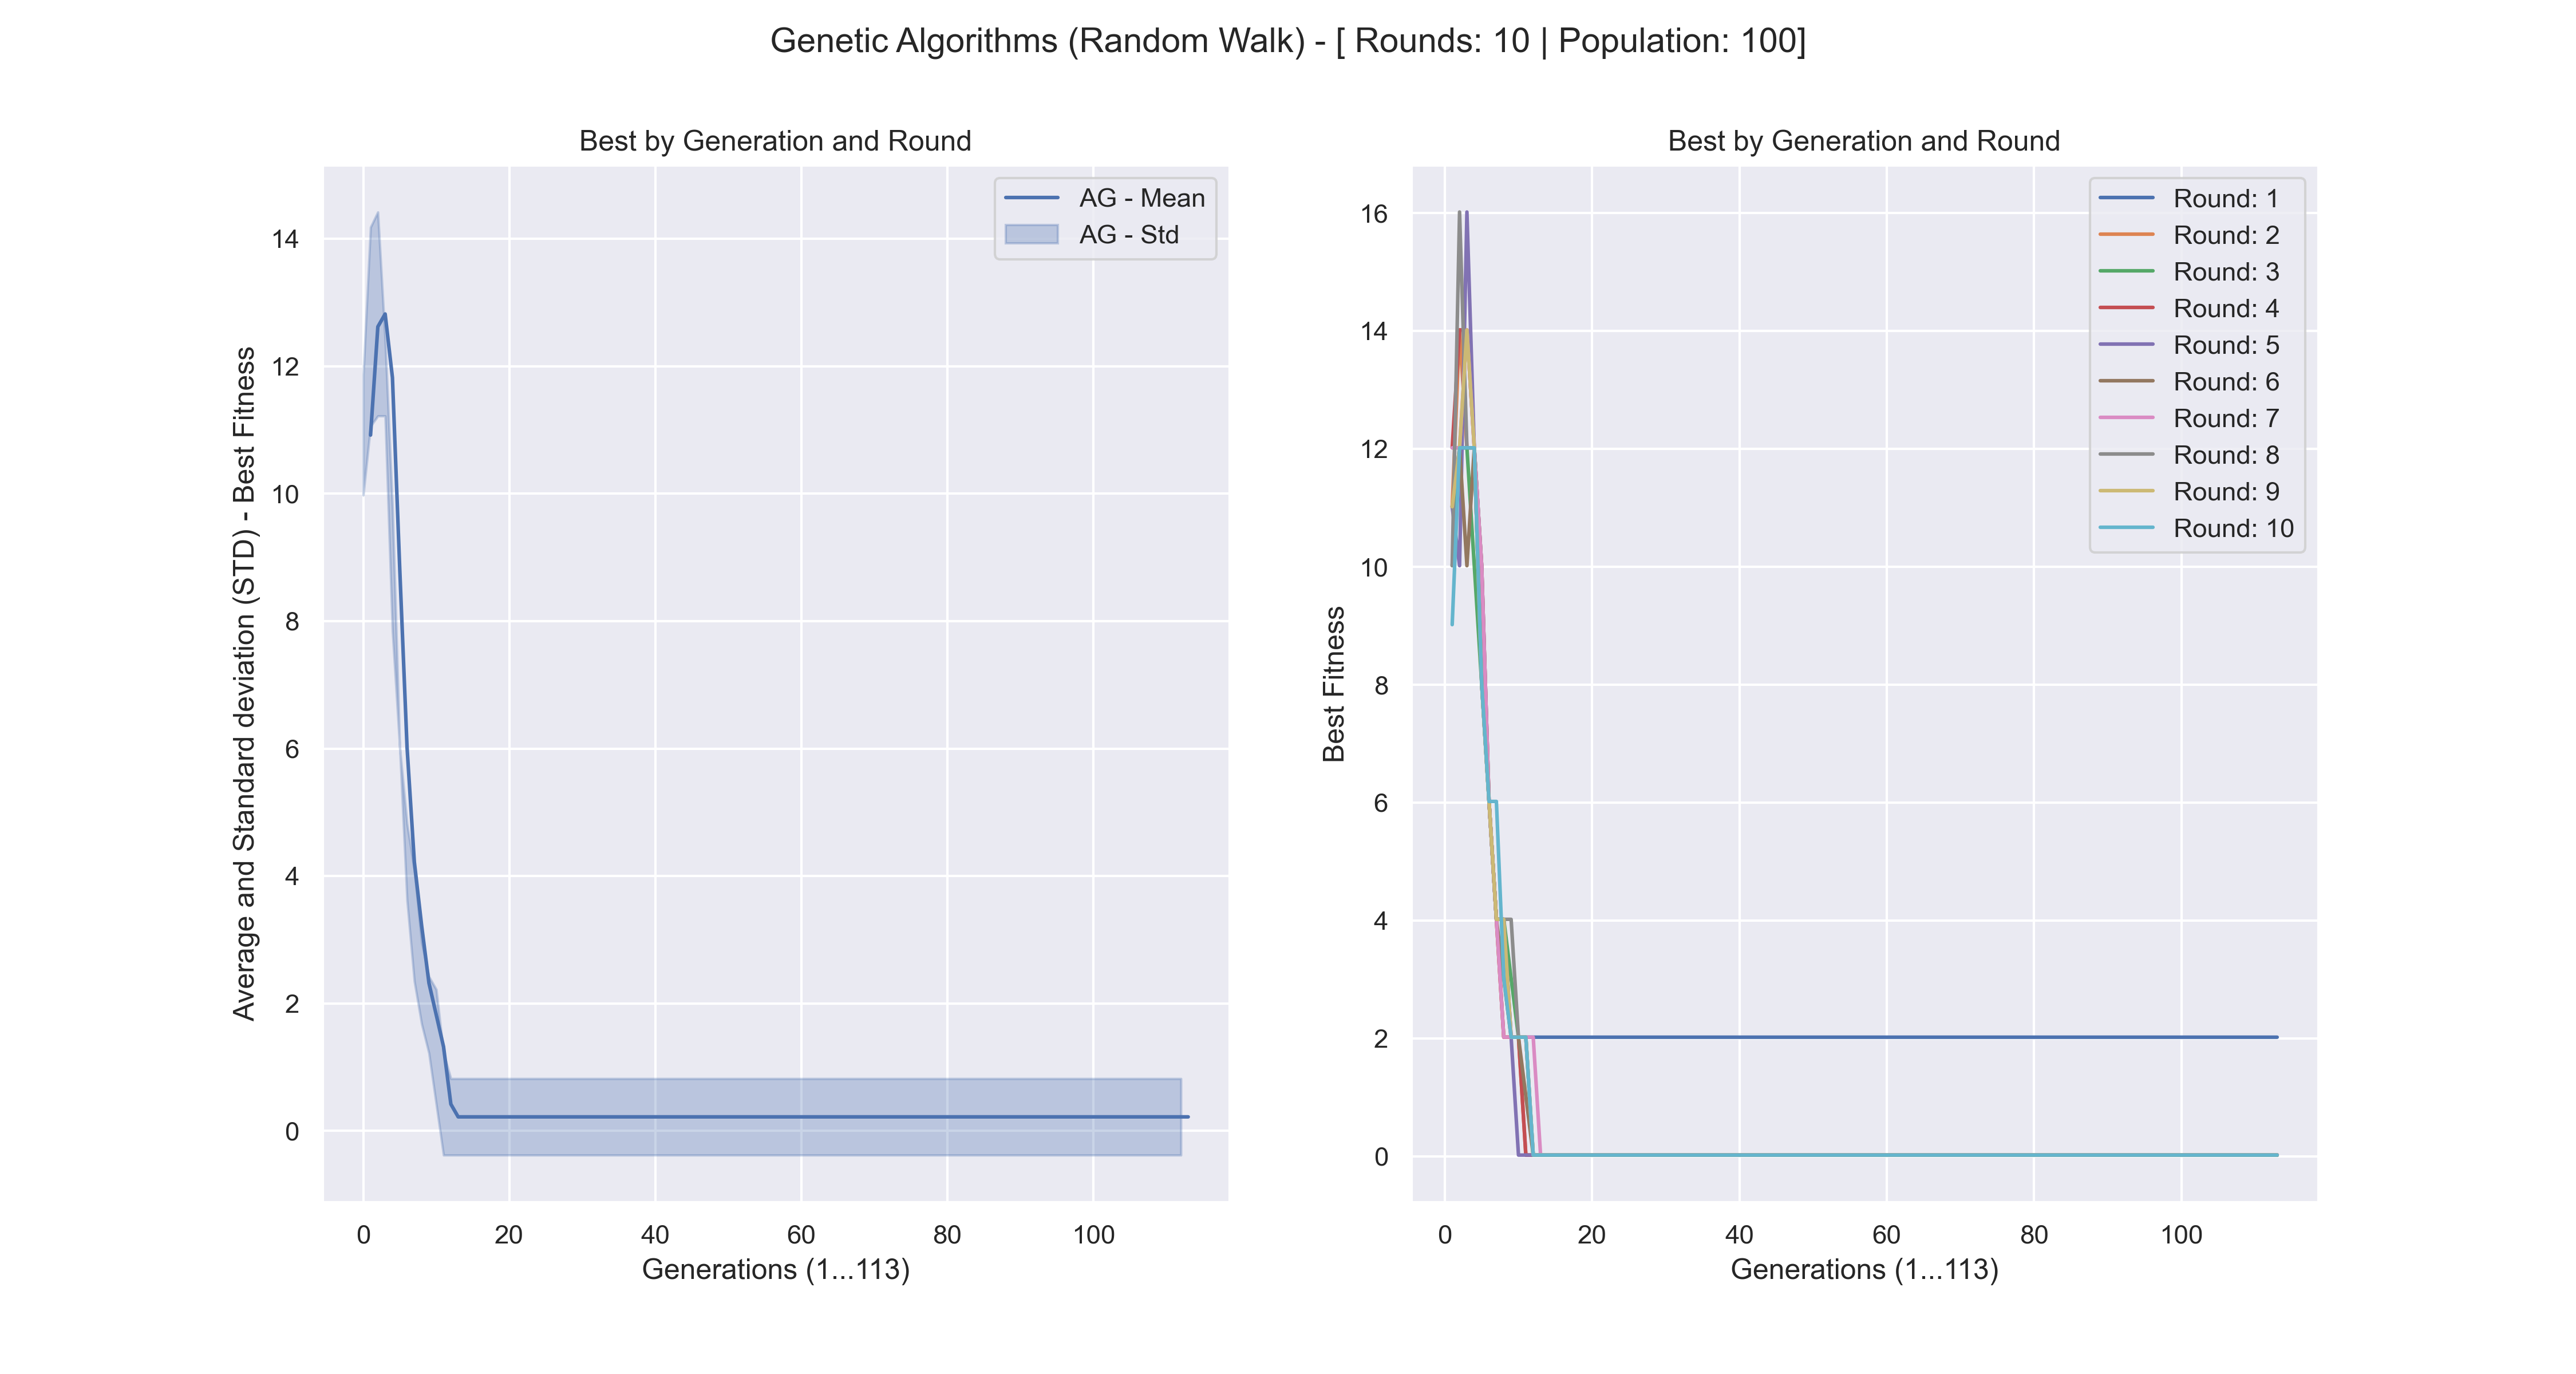 Genetic Algorithms (Random Walk) - [ Rounds: 10 | Population: 100]
Best by Generation and Round
AG - Mean
AG - Std
14
12
10
8
6
4
2
0
Average and Standard deviation (STD) - Best Fitness
0 20 40 60 80 100
Generations (1...113)
Best by Generation and Round
Round: 1
Round: 2
Round: 3
Round: 4
Round: 5
Round: 6
Round: 7
Round: 8
Round: 9
Round: 10
16
14
12
10
8
6
4
2
0
Best Fitness
0 20 40 60 80 100
Generations (1...113)